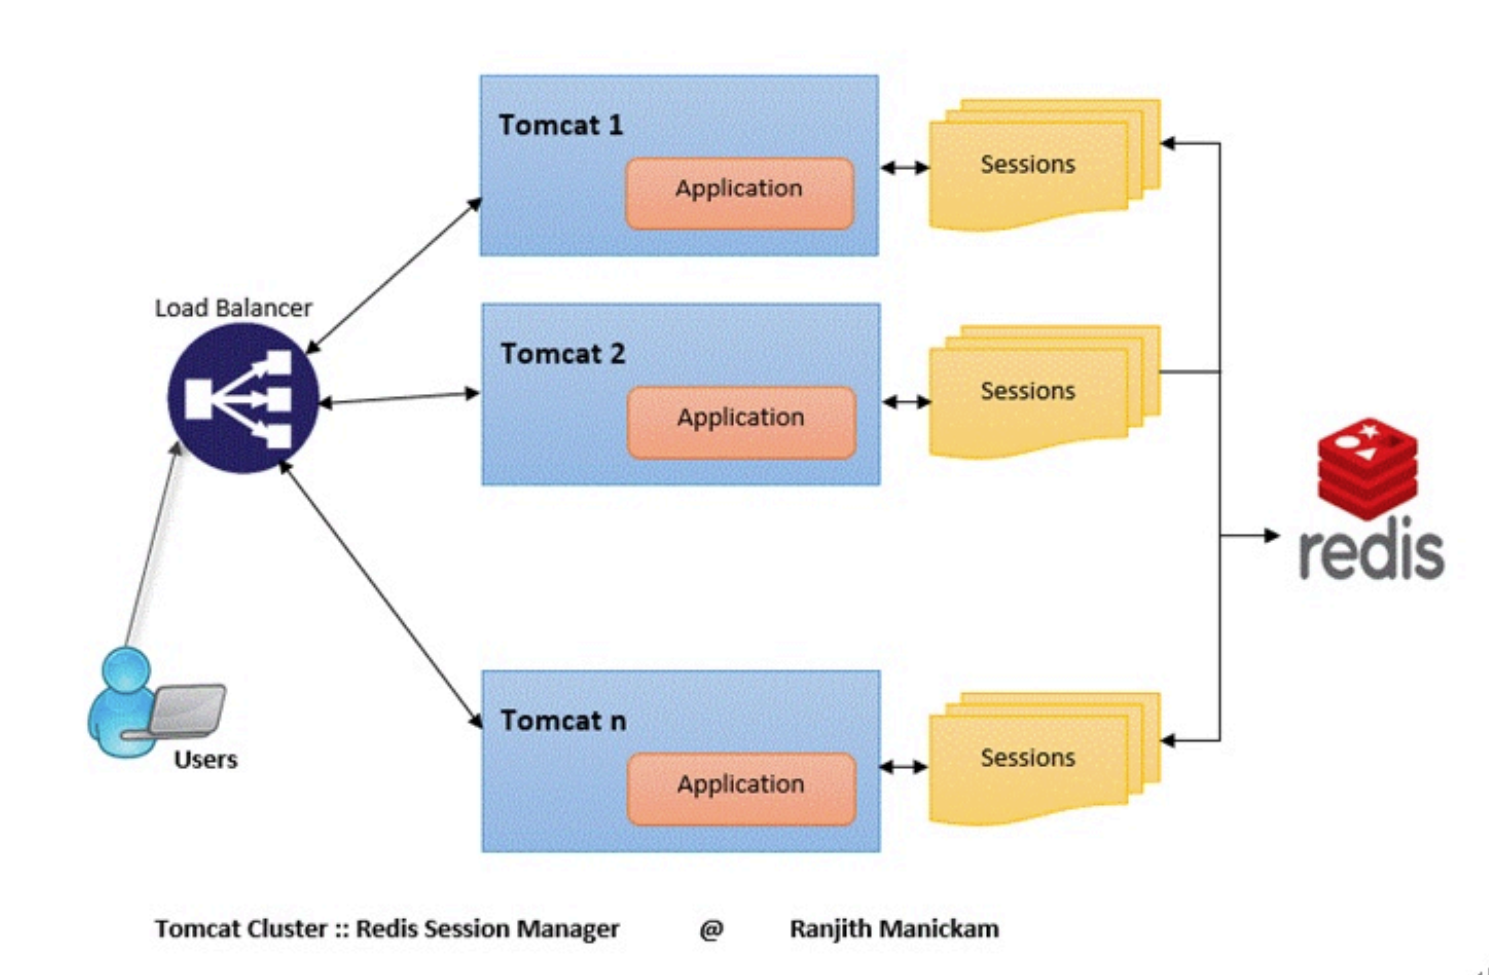 Tomcat 1
Application
Sessions
Load Balancer
Tomcat 2
Application
Sessions
redis
Tomcat n
Application
Sessions
Users
Tomcat Cluster :: Redis Session Manager @ Ranjith Manickam